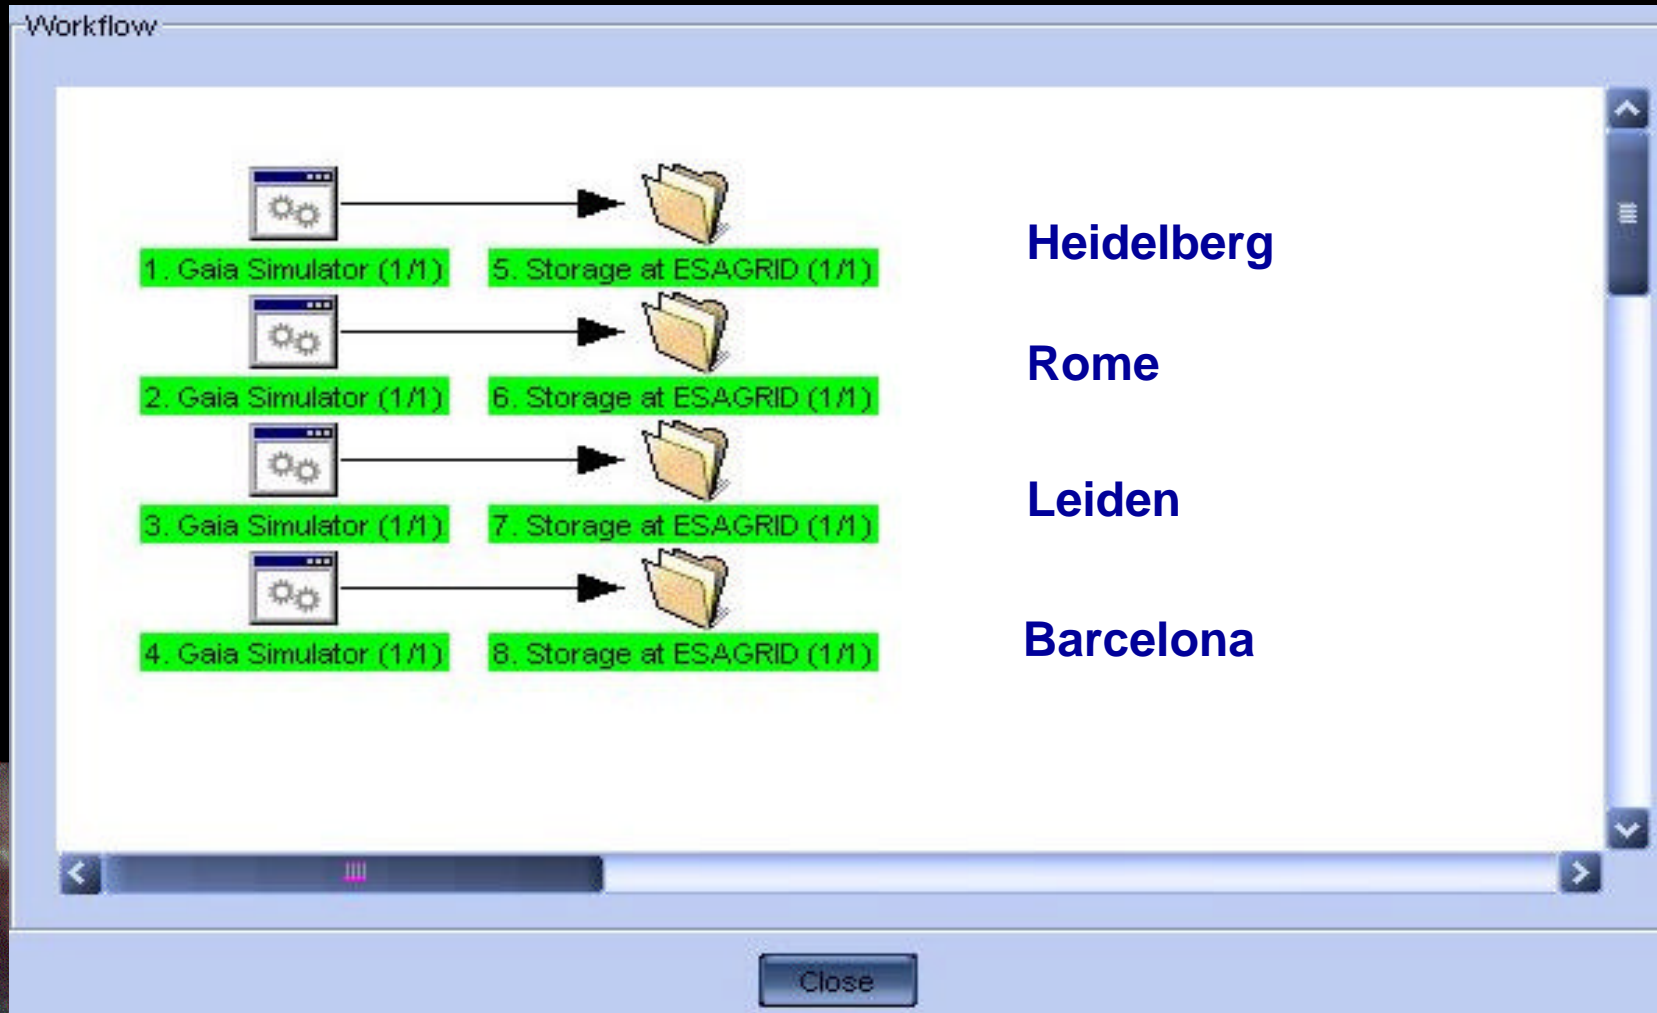 Workflow
1. Gaia Simulator (1/1) 5. Storage at ESAGRID (1/1)
Heidelberg
2. Gaia Simulator (1/1) 6. Storage at ESAGRID (1/1)
Rome
3. Gaia Simulator (1/1) 7. Storage at ESAGRID (1/1)
Leiden
4. Gaia Simulator (1/1) 8. Storage at ESAGRID (1/1)
Barcelona
Close